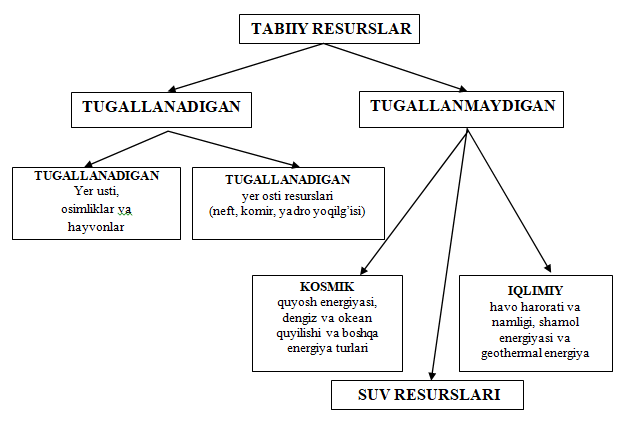 TABIIY RESURSLAR
TUGALLANADIGAN
TUGALLANMAYDIGAN
TUGALLANADIGAN
Yer usti,
osimliklar va
hayvonlar
TUGALLANADIGAN
yer osti resurslari
(neft, komir, yadro yoqilg’isi)
KOSMIK
quyosh energiyasi,
dengiz va okean
quyilishi va boshqa
energiya turlari
IQLIMIY
havo harorati va
namligi, shamol
energiyasi va
geothermal energiya
SUV RESURSLARI